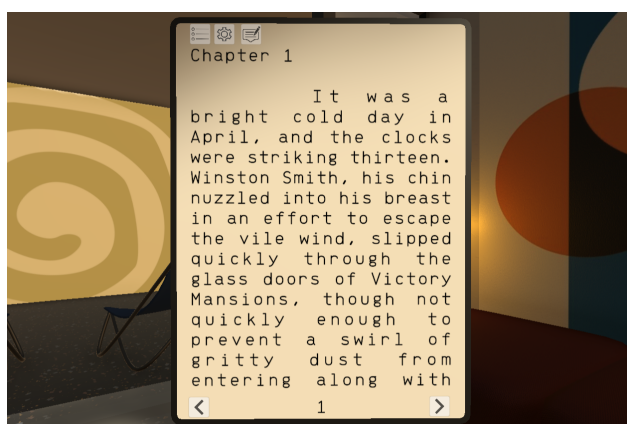 Chapter 1
It was a
bright cold day in
April, and the clocks
were striking thirteen.
Winston Smith, his chin
nuzzled into his breast
in an effort to escape
the vile wind, slipped
quickly through the
glass doors of Victory
Mansions, though not
quickly enough to
prevent a swirl of
gritty dust from
entering along with
1